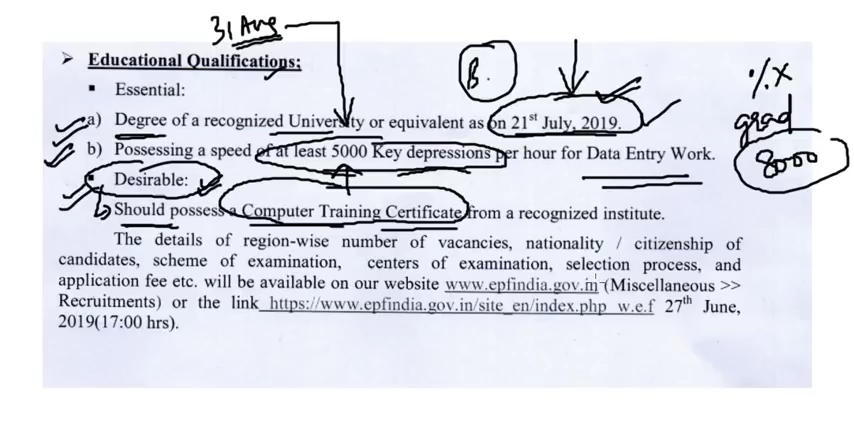 31 Aug
➤ Educational Qualifications:
B.
% X
▪ Essential:
a) Degree of a recognized University or equivalent as on 21st July, 2019.
grad
b) Possessing a speed of at least 5000 Key depressions per hour for Data Entry Work.
8000
▪ Desirable:
Should possess a Computer Training Certificate from a recognized institute.
The details of region-wise number of vacancies, nationality / citizenship of
candidates, scheme of examination, centers of examination, selection process, and
application fee etc. will be available on our website www.epfindia.gov.in (Miscellaneous >>
Recruitments) or the link https://www.epfindia.gov.in/site_en/index.php w.e.f 27th June,
2019(17:00 hrs).